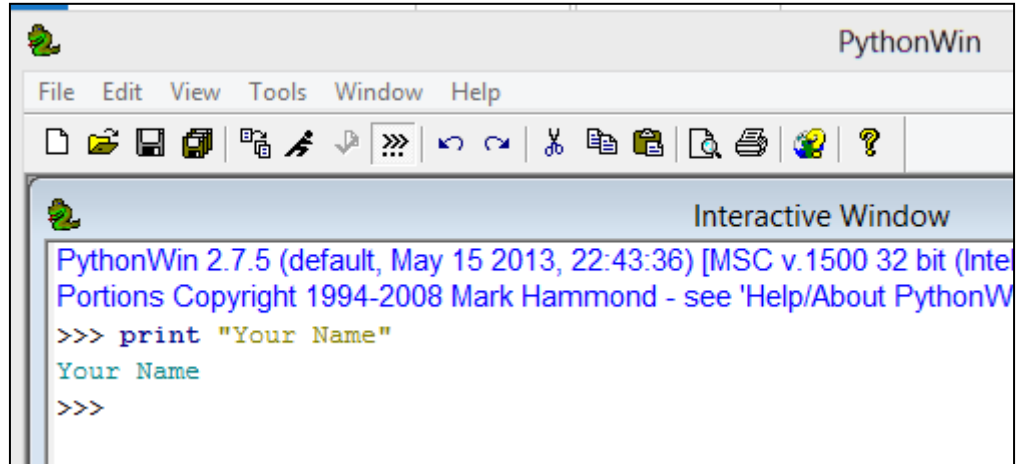 PythonWin
File Edit View Tools Window Help
Interactive Window
PythonWin 2.7.5 (default, May 15 2013, 22:43:36) [MSC v.1500 32 bit (Intel
Portions Copyright 1994-2008 Mark Hammond - see 'Help/About PythonW
>>> print "Your Name"
Your Name
>>>